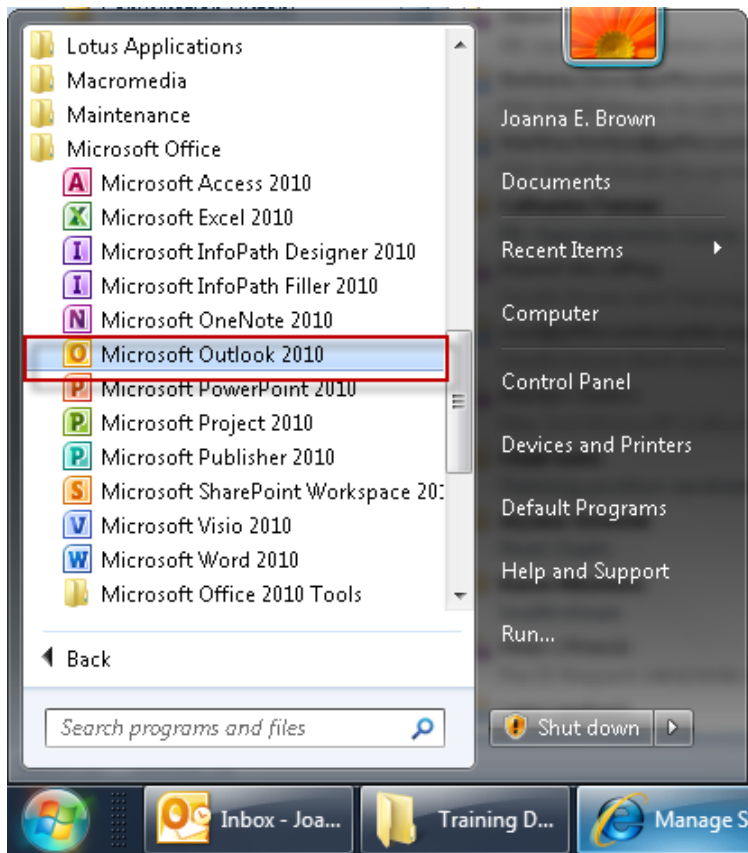 Lotus Applications
Macromedia
Maintenance
Microsoft Office
Microsoft Access 2010
Microsoft Excel 2010
Microsoft InfoPath Designer 2010
Microsoft InfoPath Filler 2010
Microsoft OneNote 2010
Microsoft Outlook 2010
Microsoft PowerPoint 2010
Microsoft Project 2010
Microsoft Publisher 2010
Microsoft SharePoint Workspace 20
Microsoft Visio 2010
Microsoft Word 2010
Microsoft Office 2010 Tools
Back
Search programs and files
Joanna E. Brown
Documents
Recent Items
Computer
Control Panel
Devices and Printers
Default Programs
Help and Support
Run...
Shut down
Inbox - Joa...
Training D...
Manage S